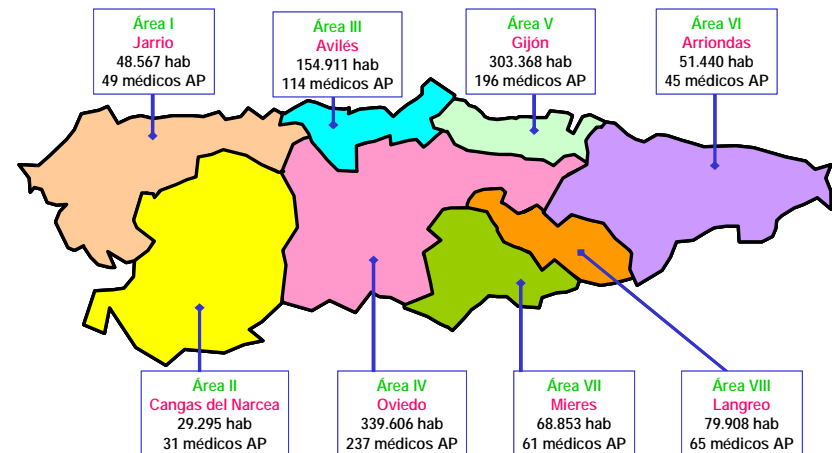 Área I
Jarrio
48.567 hab
49 médicos AP
Área III
Avilés
154.911 hab
114 médicos AP
Área V
Gijón
303.368 hab
196 médicos AP
Área VI
Arriondas
51.440 hab
45 médicos AP
Área II
Cangas del Narcea
29.295 hab
31 médicos AP
Área IV
Oviedo
339.606 hab
237 médicos AP
Área VII
Mieres
68.853 hab
61 médicos AP
Área VIII
Langreo
79.908 hab
65 médicos AP